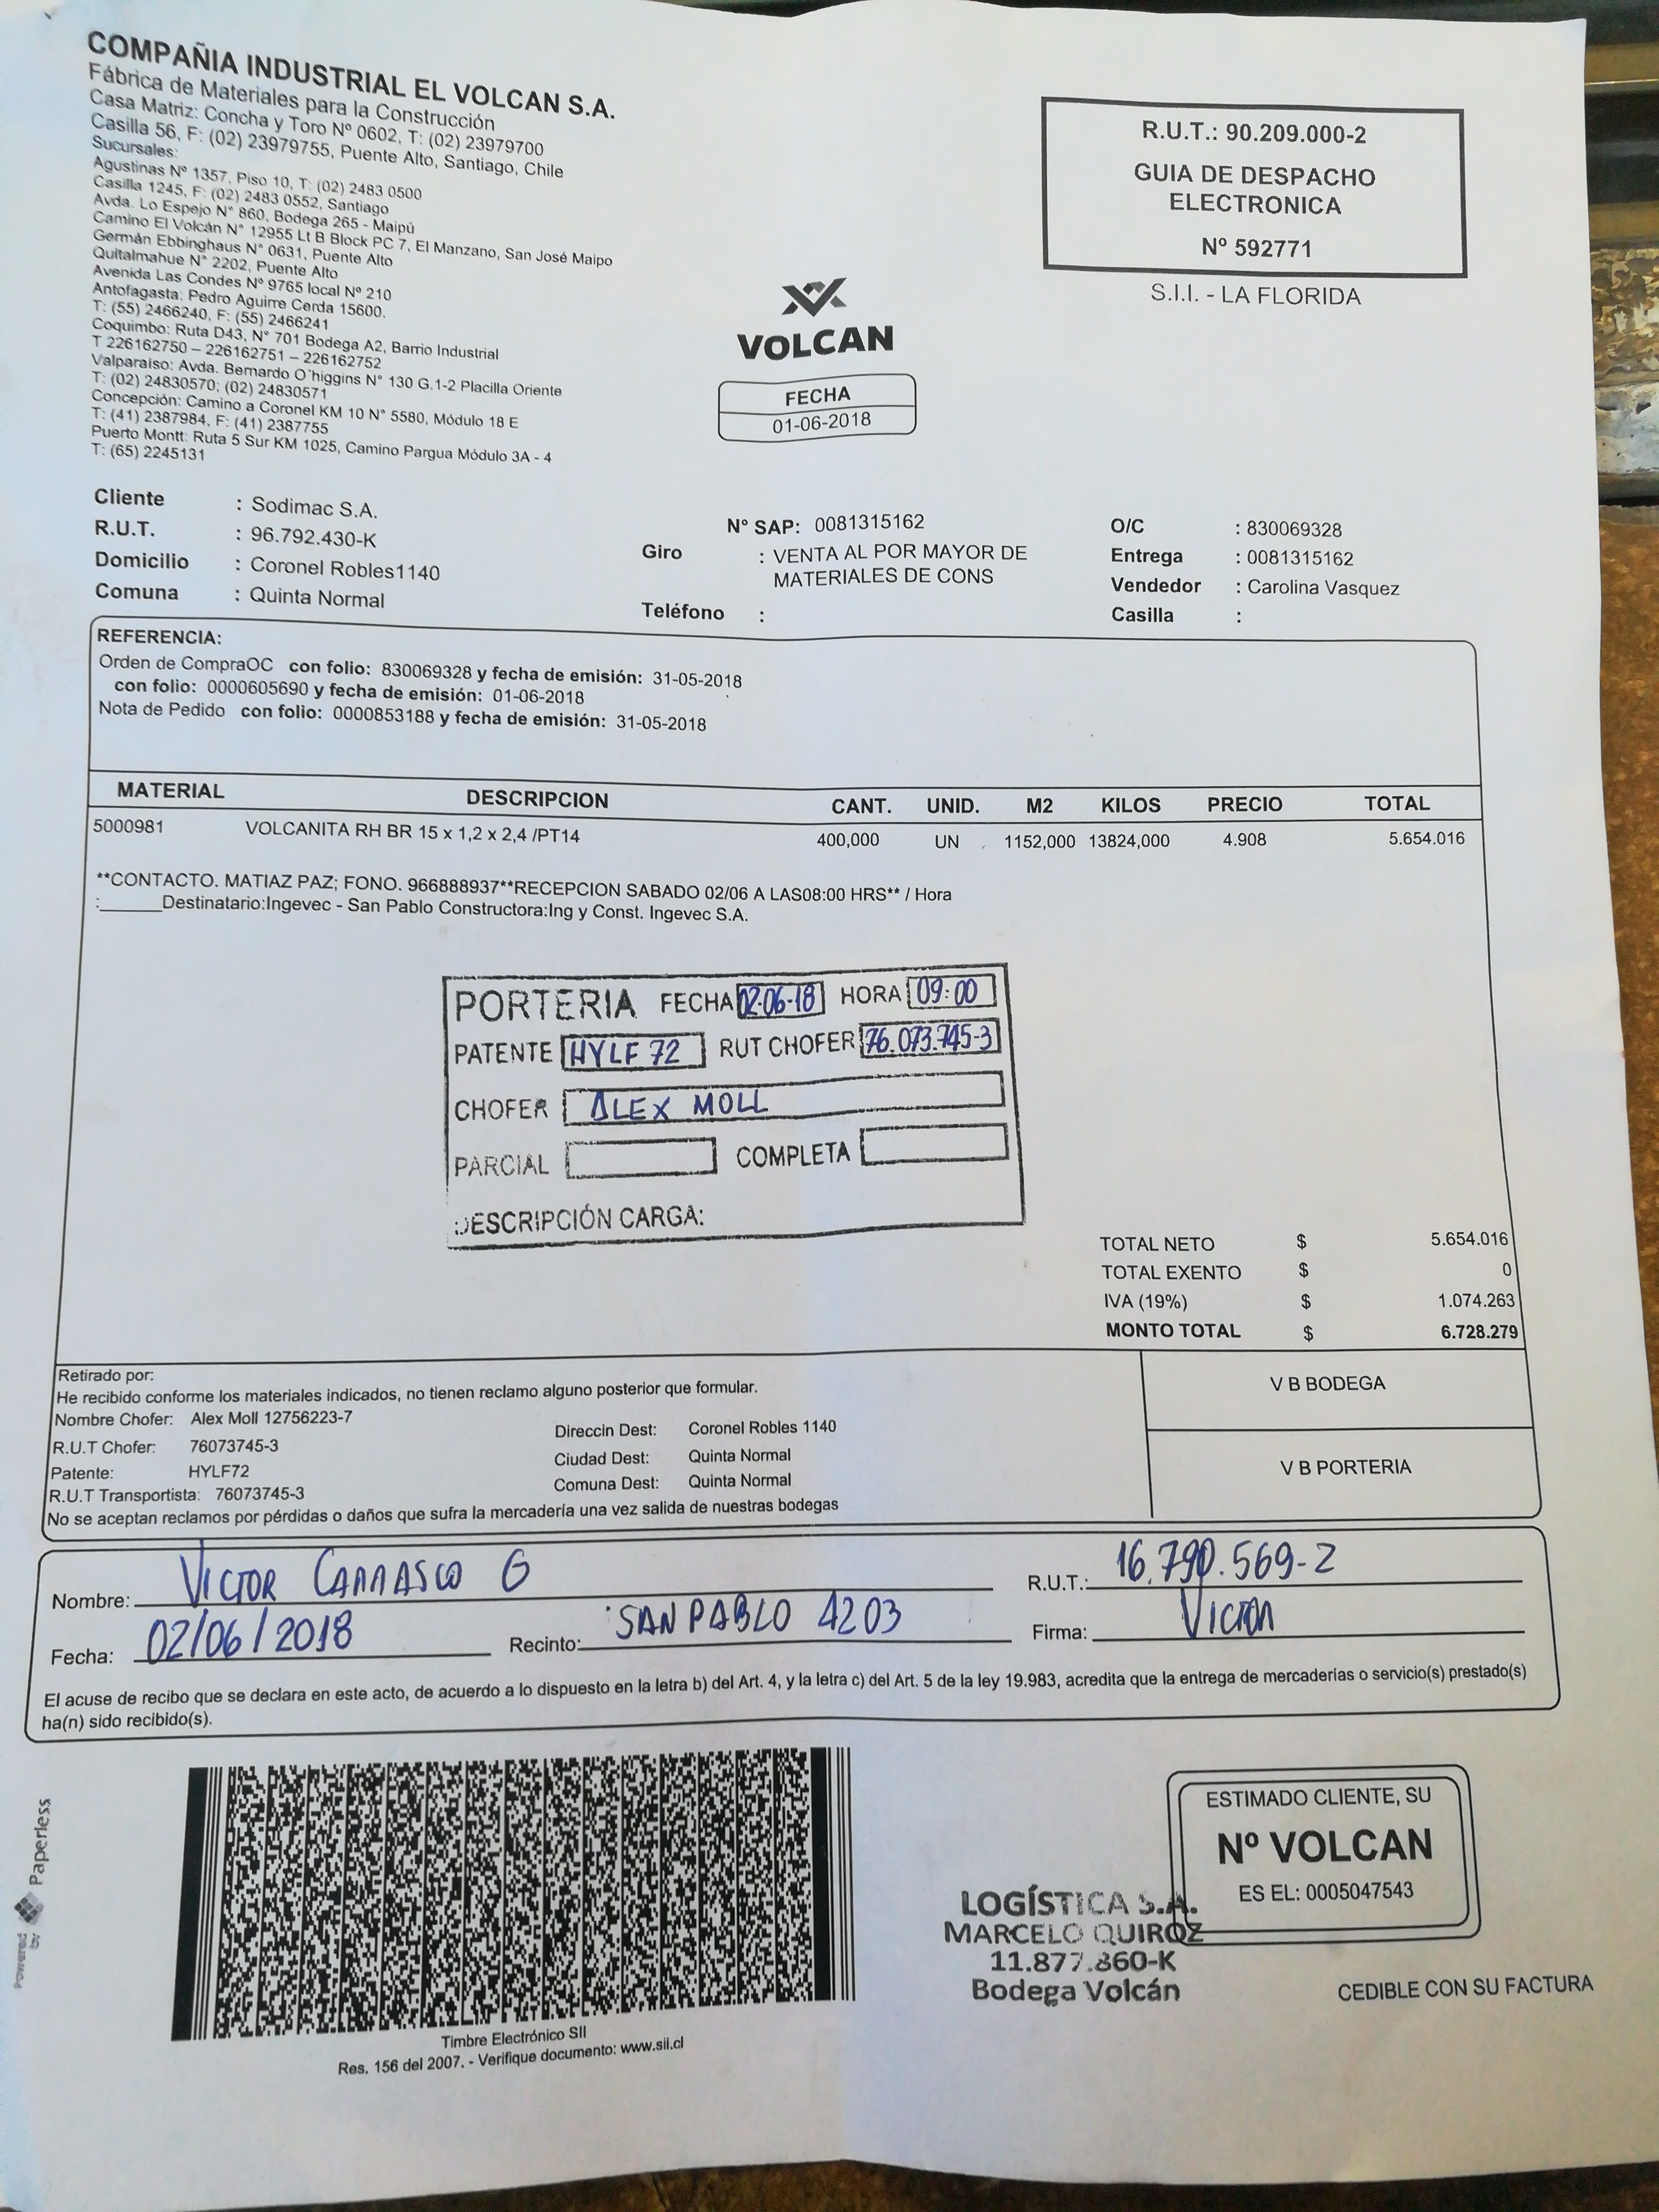 COMPAÑIA INDUSTRIAL EL VOLCAN S.A.
Fábrica de Materiales para la Construcción
Casa Matriz: Concha y Toro Nº 0602, T: (02) 23979700
Casilla 56, F: (02) 23979755, Puente Alto, Santiago, Chile
Sucursales:
Agustinas Nº 1357, Piso 10, T: (02) 2483 0500
Casilla 1245, F: (02) 2483 0552, Santiago
Avda. Lo Espejo N° 860, Bodega 265 - Maipú
Camino El Volcán N° 12955 Lt B Block PC 7, El Manzano, San José Maipo
Germán Ebbinghaus N° 0631, Puente Alto
Quitalmahue N° 2202, Puente Alto
Avenida Las Condes Nº 9765 local Nº 210
Antofagasta: Pedro Aguirre Cerda 15600.
T: (55) 2466240, F: (55) 2466241
Coquimbo: Ruta D43, N° 701 Bodega A2, Barrio Industrial
T 226162750 – 226162751 – 226162752
Valparaiso: Avda. Bernardo O´higgins N° 130 G.1-2 Placilla Oriente
T: (02) 24830570; (02) 24830571
Concepción: Camino a Coronel KM 10 N° 5580, Módulo 18 E
T: (41) 2387984, F: (41) 2387755
Puerto Montt: Ruta 5 Sur KM 1025, Camino Pargua Módulo 3A - 4
T: (65) 2245131
VOLCAN
FECHA
01-06-2018
R.U.T.: 90.209.000-2
GUIA DE DESPACHO
ELECTRONICA
Nº 592771
S.I.I. - LA FLORIDA
Cliente : Sodimac S.A.
R.U.T. : 96.792.430-K
Domicilio : Coronel Robles1140
Comuna : Quinta Normal
N° SAP: 0081315162
Giro : VENTA AL POR MAYOR DE
MATERIALES DE CONS
Teléfono :
O/C : 830069328
Entrega : 0081315162
Vendedor : Carolina Vasquez
Casilla :
REFERENCIA:
Orden de CompraOC con folio: 830069328 y fecha de emisión: 31-05-2018
con folio: 0000605690 y fecha de emisión: 01-06-2018
Nota de Pedido con folio: 0000853188 y fecha de emisión: 31-05-2018
MATERIAL DESCRIPCION CANT. UNID. M2 KILOS PRECIO TOTAL
5000981 VOLCANITA RH BR 15 x 1,2 x 2,4 /PT14 400,000 UN 1152,000 13824,000 4.908 5.654.016
**CONTACTO. MATIAZ PAZ; FONO. 966888937**RECEPCION SABADO 02/06 A LAS08:00 HRS** / Hora
:______Destinatario:Ingevec - San Pablo Constructora:Ing y Const. Ingevec S.A.
PORTERIA FECHA 02-06-18 HORA 09:00
PATENTE HYLF 72 RUT CHOFER 76.073.745-3
CHOFER ALEX MOLL
PARCIAL COMPLETA
DESCRIPCIÓN CARGA:
TOTAL NETO $ 5.654.016
TOTAL EXENTO $ 0
IVA (19%) $ 1.074.263
MONTO TOTAL $ 6.728.279
Retirado por:
He recibido conforme los materiales indicados, no tienen reclamo alguno posterior que formular.
Nombre Chofer: Alex Moll 12756223-7
R.U.T Chofer: 76073745-3
Patente: HYLF72
R.U.T Transportista: 76073745-3
Direccin Dest: Coronel Robles 1140
Ciudad Dest: Quinta Normal
Comuna Dest: Quinta Normal
No se aceptan reclamos por pérdidas o daños que sufra la mercadería una vez salida de nuestras bodegas
V B BODEGA
V B PORTERIA
Nombre: VICTOR CARRASCO G R.U.T.: 16.790.569-2
Fecha: 02/06/2018 Recinto: SAN PABLO 4203 Firma: VICTOR
El acuse de recibo que se declara en este acto, de acuerdo a lo dispuesto en la letra b) del Art. 4, y la letra c) del Art. 5 de la ley 19.983, acredita que la entrega de mercaderías o servicio(s) prestado(s)
ha(n) sido recibido(s).
Powered by Paperless
Timbre Electrónico SII
Res. 156 del 2007. - Verifique documento: www.sii.cl
ESTIMADO CLIENTE, SU
Nº VOLCAN
ES EL: 0005047543
LOGÍSTICA S.A.
MARCELO QUIROZ
11.877.860-K
Bodega Volcán
CEDIBLE CON SU FACTURA